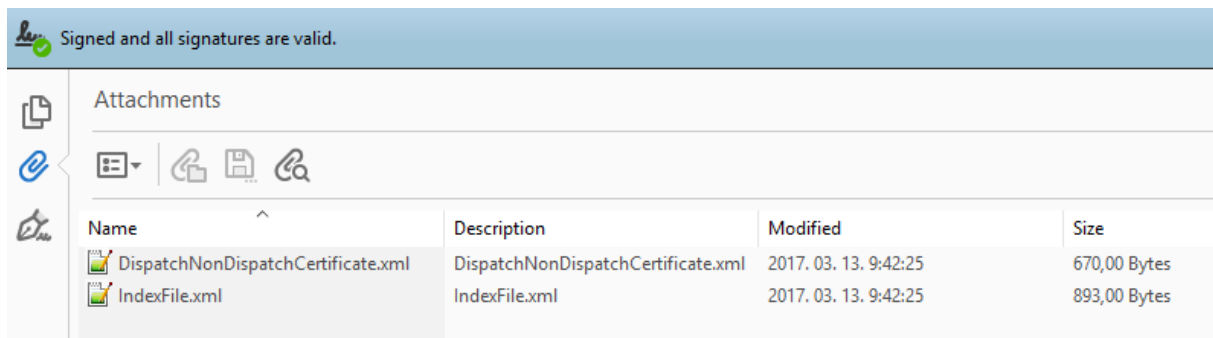 Signed and all signatures are valid.
Attachments
Name Description Modified Size
DispatchNonDispatchCertificate.xml DispatchNonDispatchCertificate.xml 2017. 03. 13. 9:42:25 670,00 Bytes
IndexFile.xml IndexFile.xml 2017. 03. 13. 9:42:25 893,00 Bytes